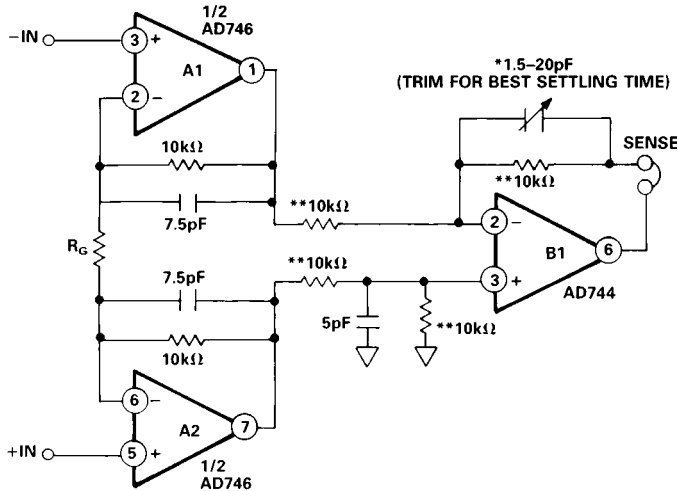 1/2
AD746
–IN
3
+
A1
1
2
–
*1.5–20pF
(TRIM FOR BEST SETTLING TIME)
10kΩ
SENSE
7.5pF
**10kΩ
**10kΩ
RG
2
–
B1
6
3
+
AD744
7.5pF
**10kΩ
5pF
**10kΩ
10kΩ
6
–
A2
7
+IN
5
+
1/2
AD746